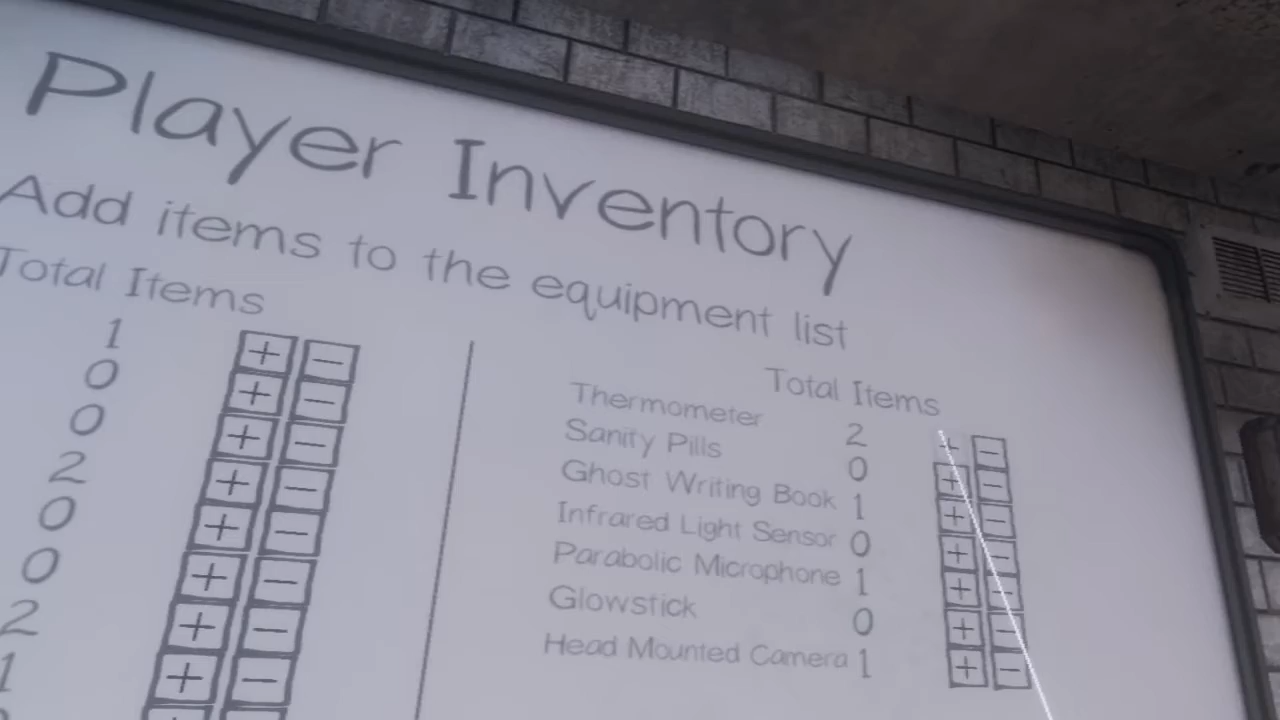 Player Inventory
Add items to the equipment list
Total Items
1 + -
0 + -
0 + -
2 + -
0 + -
0 + -
2 + -
1 + -
Total Items
Thermometer 2 + -
Sanity Pills 0 + -
Ghost Writing Book 1 + -
Infrared Light Sensor 0 + -
Parabolic Microphone 1 + -
Glowstick 0 + -
Head Mounted Camera 1 + -